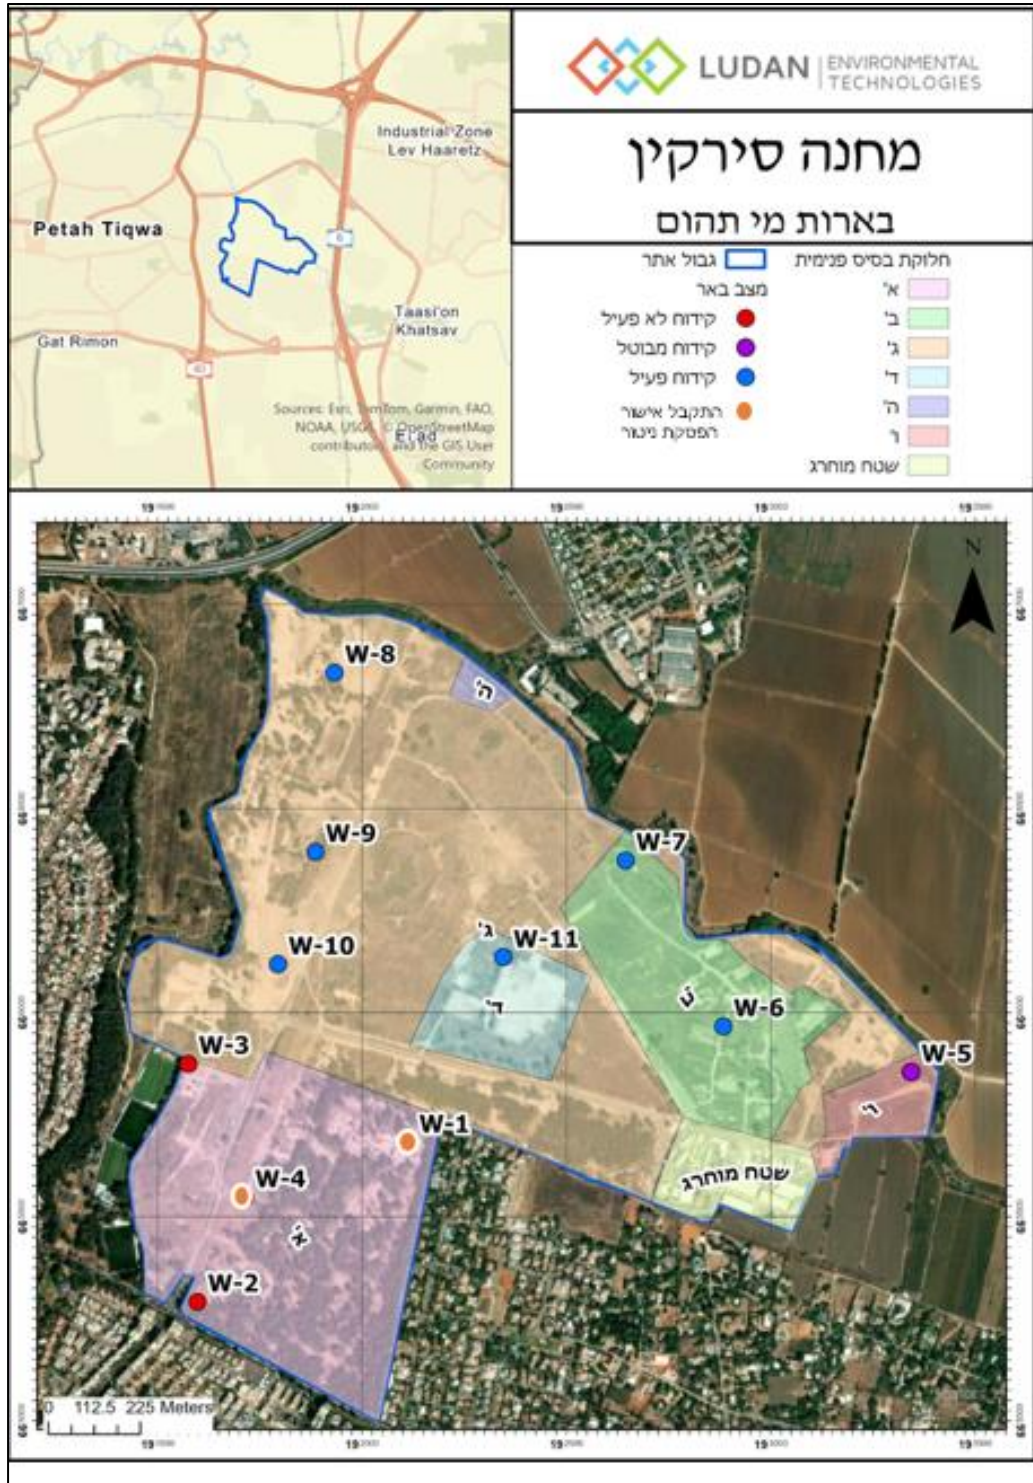 LUDAN
ENVIRONMENTAL
TECHNOLOGIES
מחנה סירקין
בארות מי תהום
חלוקת בסיס פנימית
א'
ב'
ג'
ד'
ה'
ו'
שטח מוחרג
גבול אתר
מצב באר
קידוח לא פעיל
קידוח מבוטל
קידוח פעיל
התקבל אישור
הפסקת ניטור
Industrial Zone
Lev Haaretz
Petah Tiqwa
6
Taasi'on
Khatsav
Gat Rimon
40
Sources: Esri, TomTom, Garmin, FAO,
NOAA, USGS, © OpenStreetMap
contributors, and the GIS User
Community
El'ad
N
W-8
ה'
W-9
W-7
W-10
ג'
W-11
ד'
ב'
W-6
W-3
W-5
ו'
W-1
W-4
שטח מוחרג
א'
W-2
0 112.5 225 Meters